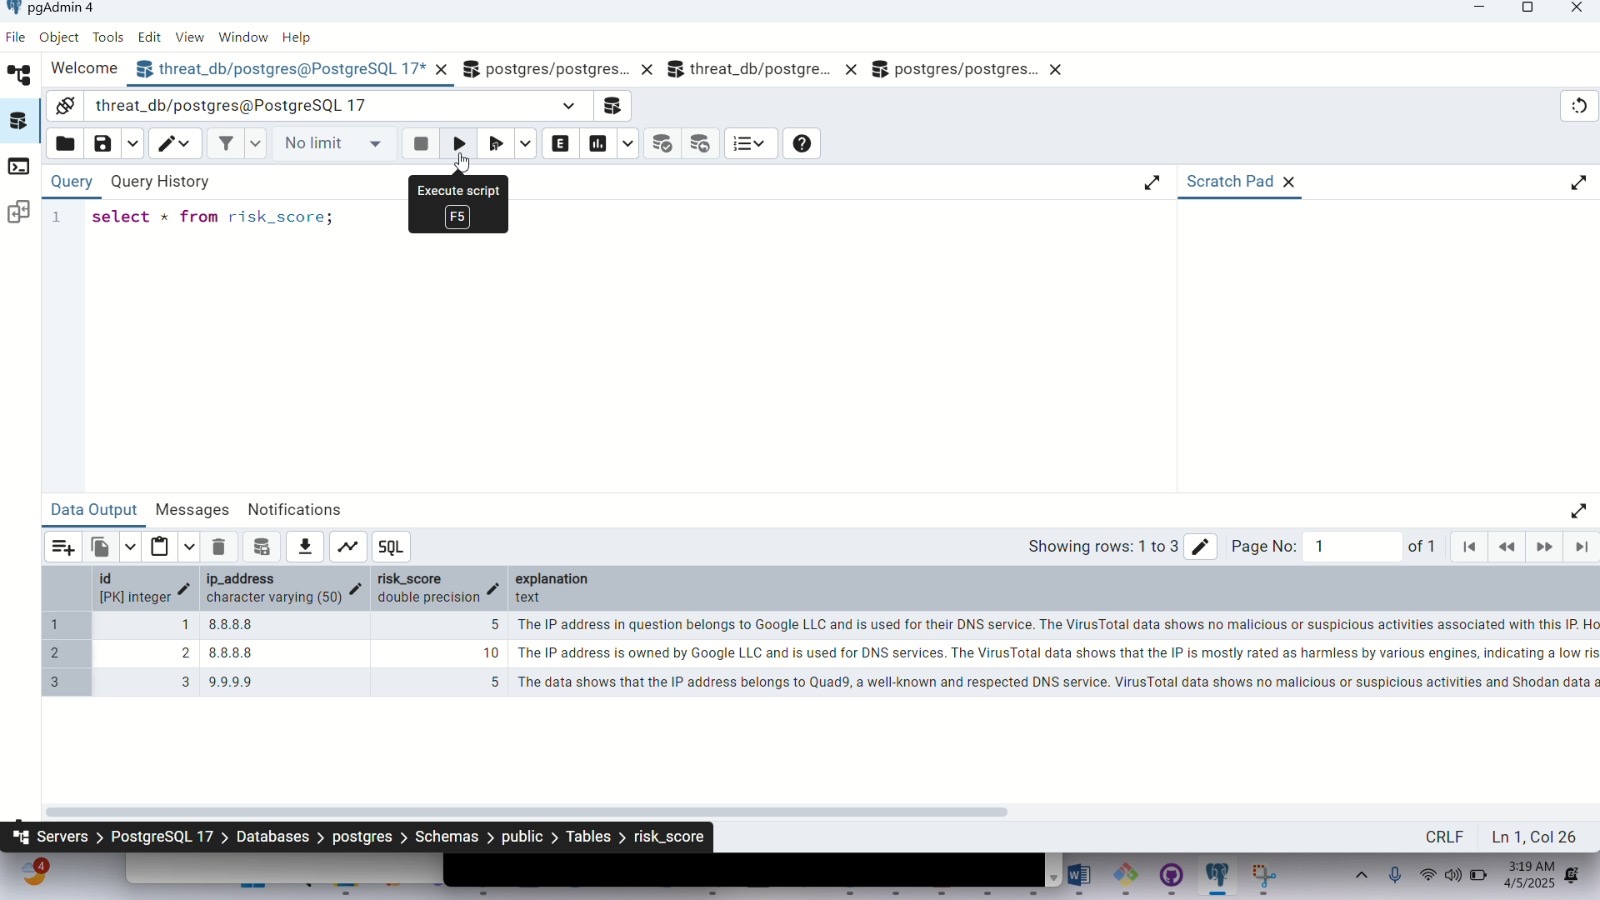 pgAdmin 4
File Object Tools Edit View Window Help
Welcome threat_db/postgres@PostgreSQL 17* postgres/postgres... threat_db/postgre... postgres/postgres...
threat_db/postgres@PostgreSQL 17
No limit
Query Query History Scratch Pad
Execute script
F5
1 select * from risk_score;
Data Output Messages Notifications
SQL Showing rows: 1 to 3 Page No: 1 of 1
id ip_address risk_score explanation
[PK] integer character varying (50) double precision text
1 1 8.8.8.8 5 The IP address in question belongs to Google LLC and is used for their DNS service. The VirusTotal data shows no malicious or suspicious activities associated with this IP. Ho
2 2 8.8.8.8 10 The IP address is owned by Google LLC and is used for DNS services. The VirusTotal data shows that the IP is mostly rated as harmless by various engines, indicating a low ris
3 3 9.9.9.9 5 The data shows that the IP address belongs to Quad9, a well-known and respected DNS service. VirusTotal data shows no malicious or suspicious activities and Shodan data a
Servers > PostgreSQL 17 > Databases > postgres > Schemas > public > Tables > risk_score
CRLF Ln 1, Col 26
4
3:19 AM
4/5/2025